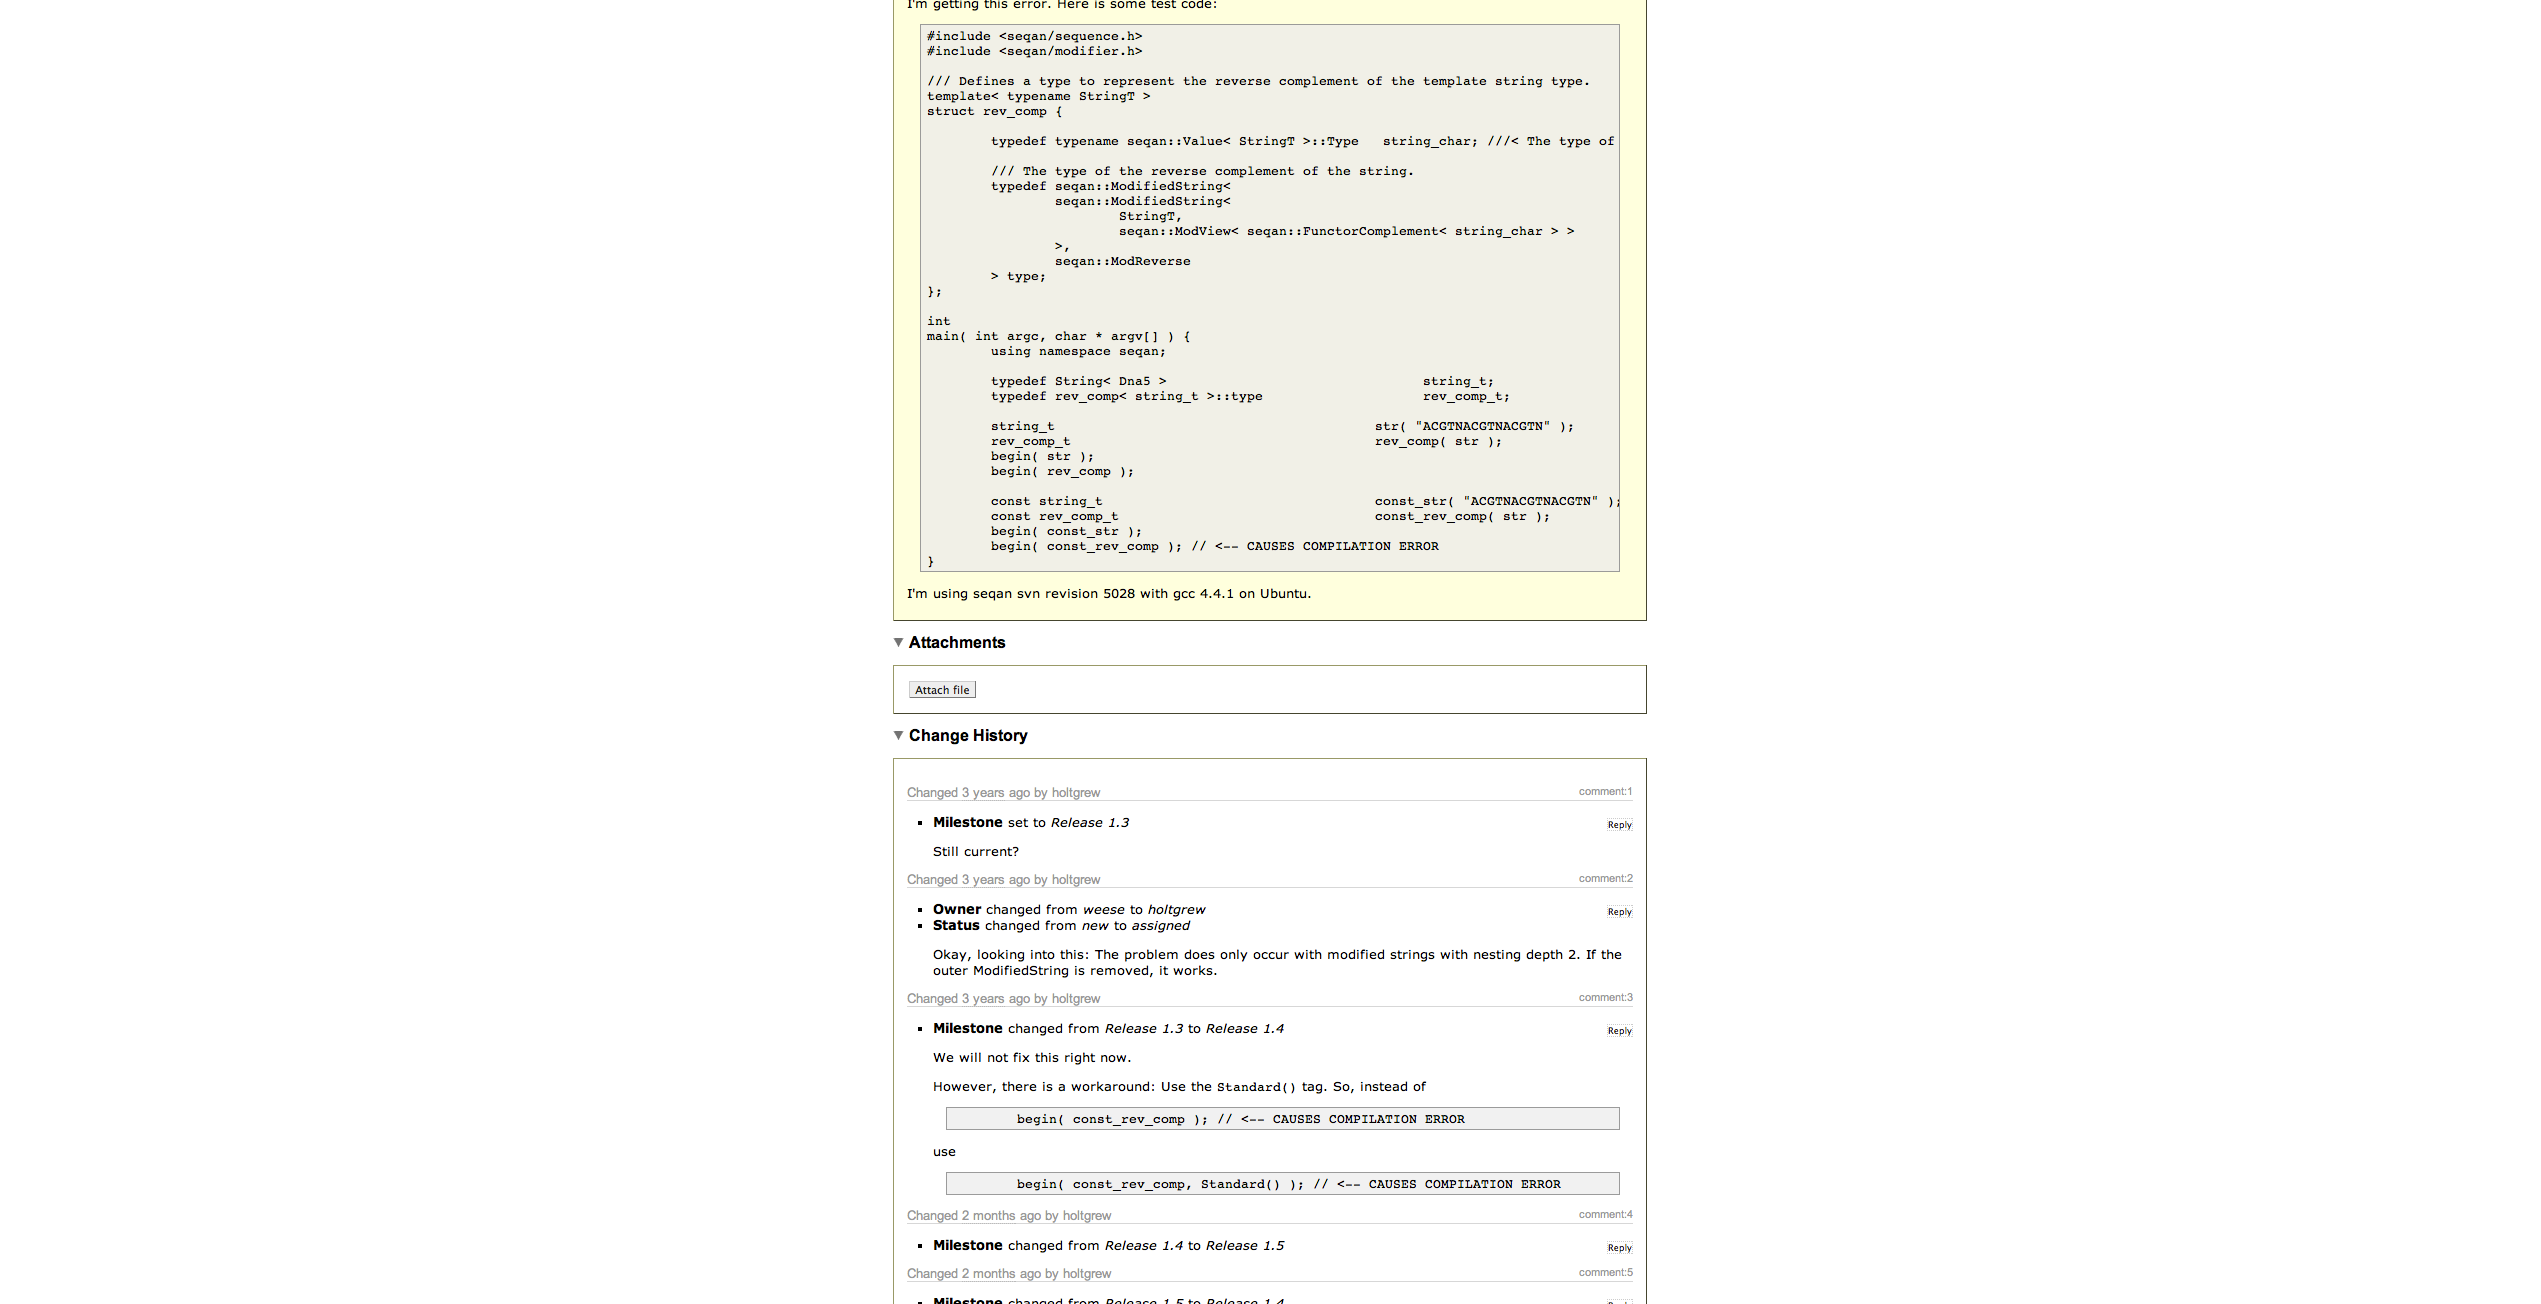 I'm getting this error. Here is some test code:
#include <seqan/sequence.h>
#include <seqan/modifier.h>
/// Defines a type to represent the reverse complement of the template string type.
template< typename StringT >
struct rev_comp {
typedef typename seqan::Value< StringT >::Type   string_char; ///< The type of
/// The type of the reverse complement of the string.
typedef seqan::ModifiedString<
seqan::ModifiedString<
StringT,
seqan::ModView< seqan::FunctorComplement< string_char > >
>,
seqan::ModReverse
> type;
};
int
main( int argc, char * argv[] ) {
using namespace seqan;
typedef String< Dna5 > string_t;
typedef rev_comp< string_t >::type rev_comp_t;
string_t str( "ACGTNACGTNACGTN" );
rev_comp_t rev_comp( str );
begin( str );
begin( rev_comp );
const string_t const_str( "ACGTNACGTNACGTN" );
const rev_comp_t const_rev_comp( str );
begin( const_str );
begin( const_rev_comp ); // <-- CAUSES COMPILATION ERROR
}
I'm using seqan svn revision 5028 with gcc 4.4.1 on Ubuntu.
Attachments
Attach file
Change History
Changed 3 years ago by holtgrew comment:1
Milestone set to Release 1.3 Reply
Still current?
Changed 3 years ago by holtgrew comment:2
Owner changed from weese to holtgrew Reply
Status changed from new to assigned
Okay, looking into this: The problem does only occur with modified strings with nesting depth 2. If the
outer ModifiedString is removed, it works.
Changed 3 years ago by holtgrew comment:3
Milestone changed from Release 1.3 to Release 1.4 Reply
We will not fix this right now.
However, there is a workaround: Use the Standard() tag. So, instead of
begin( const_rev_comp ); // <-- CAUSES COMPILATION ERROR
use
begin( const_rev_comp, Standard() ); // <-- CAUSES COMPILATION ERROR
Changed 2 months ago by holtgrew comment:4
Milestone changed from Release 1.4 to Release 1.5 Reply
Changed 2 months ago by holtgrew comment:5
Milestone changed from Release 1.5 to Release 1.4